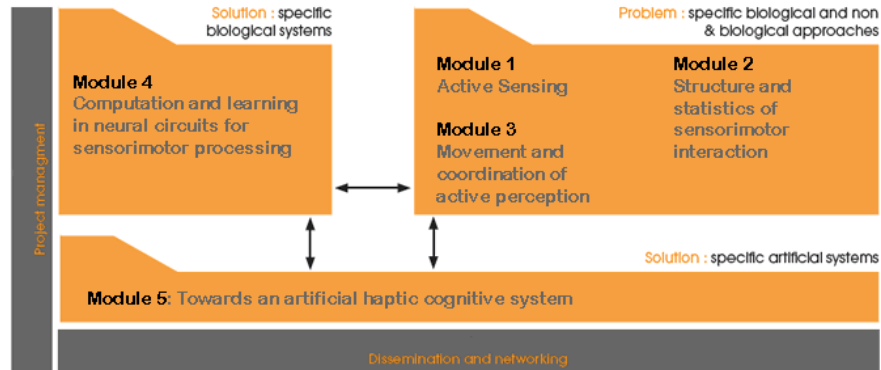 Solution : specific
biological systems
Problem : specific biological and non
& biological approaches
Module 4
Computation and learning
in neural circuits for
sensorimotor processing
Module 1
Active Sensing
Module 2
Structure and
statistics of
sensorimotor
interaction
Module 3
Movement and
coordination of
active perception
Project managment
Solution : specific artificial systems
Module 5: Towards an artificial haptic cognitive system
Dissemination and networking